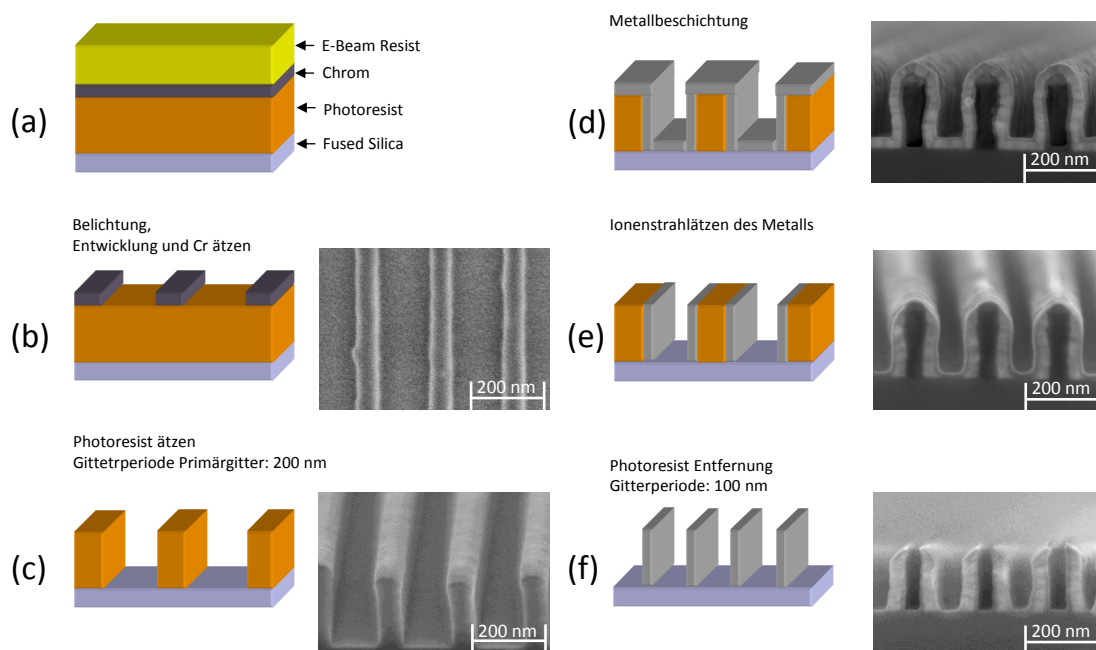 (a)
E-Beam Resist
Chrom
Photoresist
Fused Silica
Belichtung,
Entwicklung und Cr ätzen
(b)
200 nm
Photoresist ätzen
Gittetrperiode Primärgitter: 200 nm
(c)
200 nm
Metallbeschichtung
(d)
200 nm
Ionenstrahlätzen des Metalls
(e)
200 nm
Photoresist Entfernung
Gitterperiode: 100 nm
(f)
200 nm